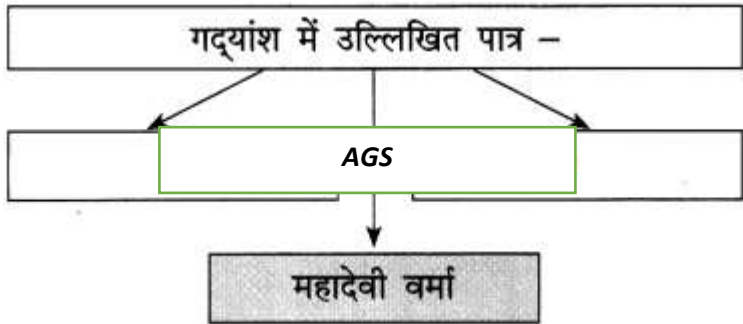 गद्‌यांश में उल्लिखित पात्र –
AGS
महादेवी वर्मा